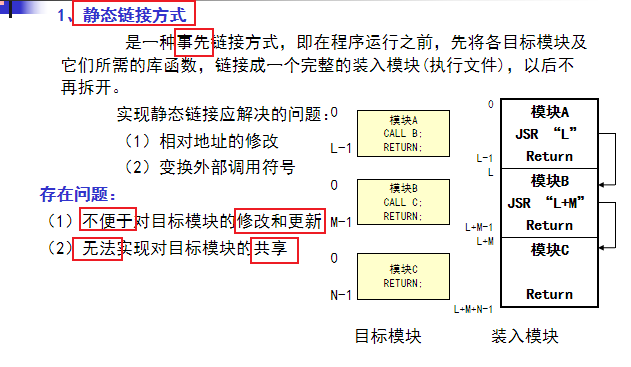 1、静态链接方式
是一种事先链接方式，即在程序运行之前，先将各目标模块及
它们所需的库函数，链接成一个完整的装入模块(执行文件)，以后不
再拆开。
实现静态链接应解决的问题：
（1）相对地址的修改
（2）变换外部调用符号
存在问题：
（1）不便于对目标模块的修改和更新
（2）无法实现对目标模块的共享
0
模块A
CALL B;
RETURN;
L-1
0
模块B
CALL C;
RETURN;
M-1
0
模块C
RETURN;
N-1
目标模块
0
模块A
JSR “L”
Return
L-1
L
模块B
JSR “L+M”
Return
L+M-1
L+M
模块C
Return
L+M+N-1
装入模块